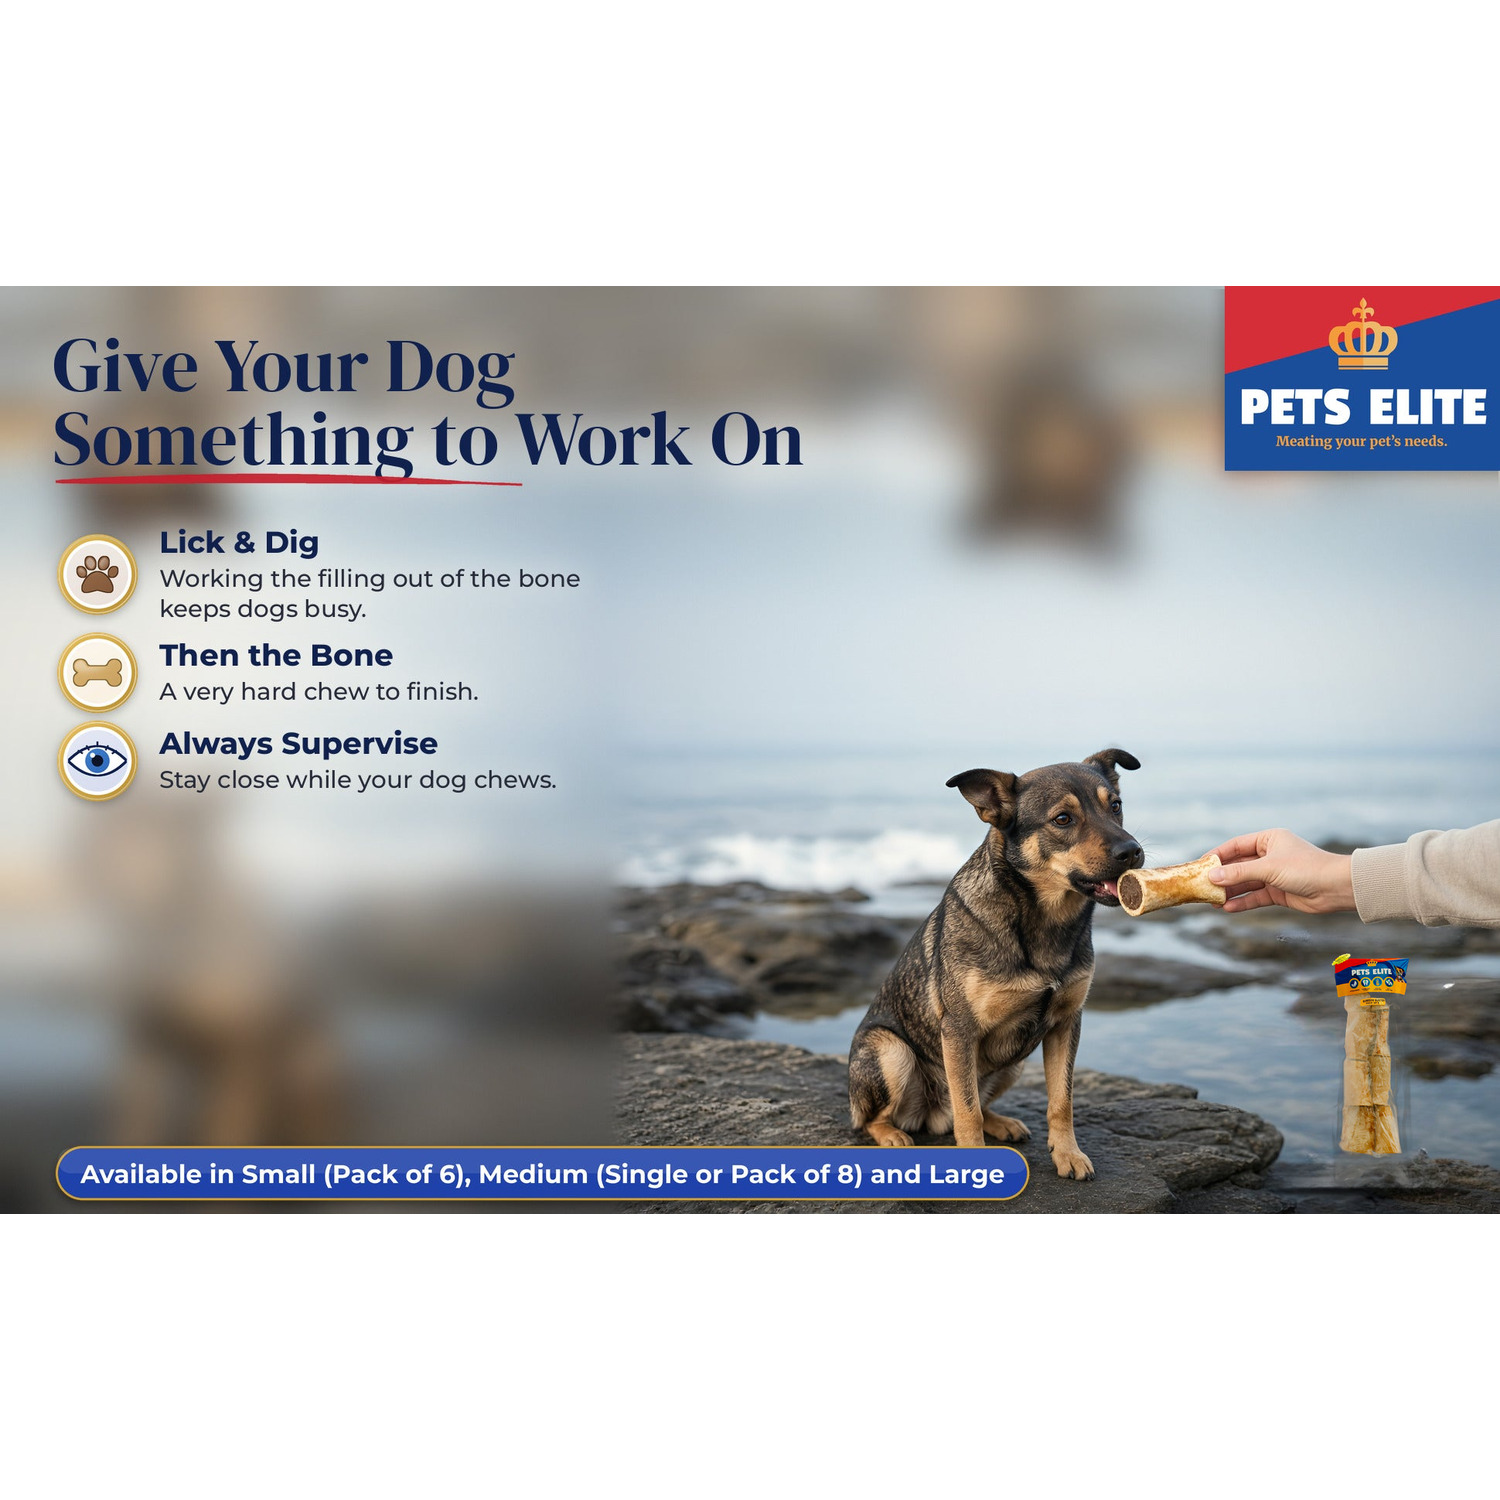 Give Your Dog
Something to Work On
Lick & Dig
Working the filling out of the bone
keeps dogs busy.
Then the Bone
A very hard chew to finish.
Always Supervise
Stay close while your dog chews.
Available in Small (Pack of 6), Medium (Single or Pack of 8) and Large
PETS ELITE
Meating your pet's needs.
PETS ELITE